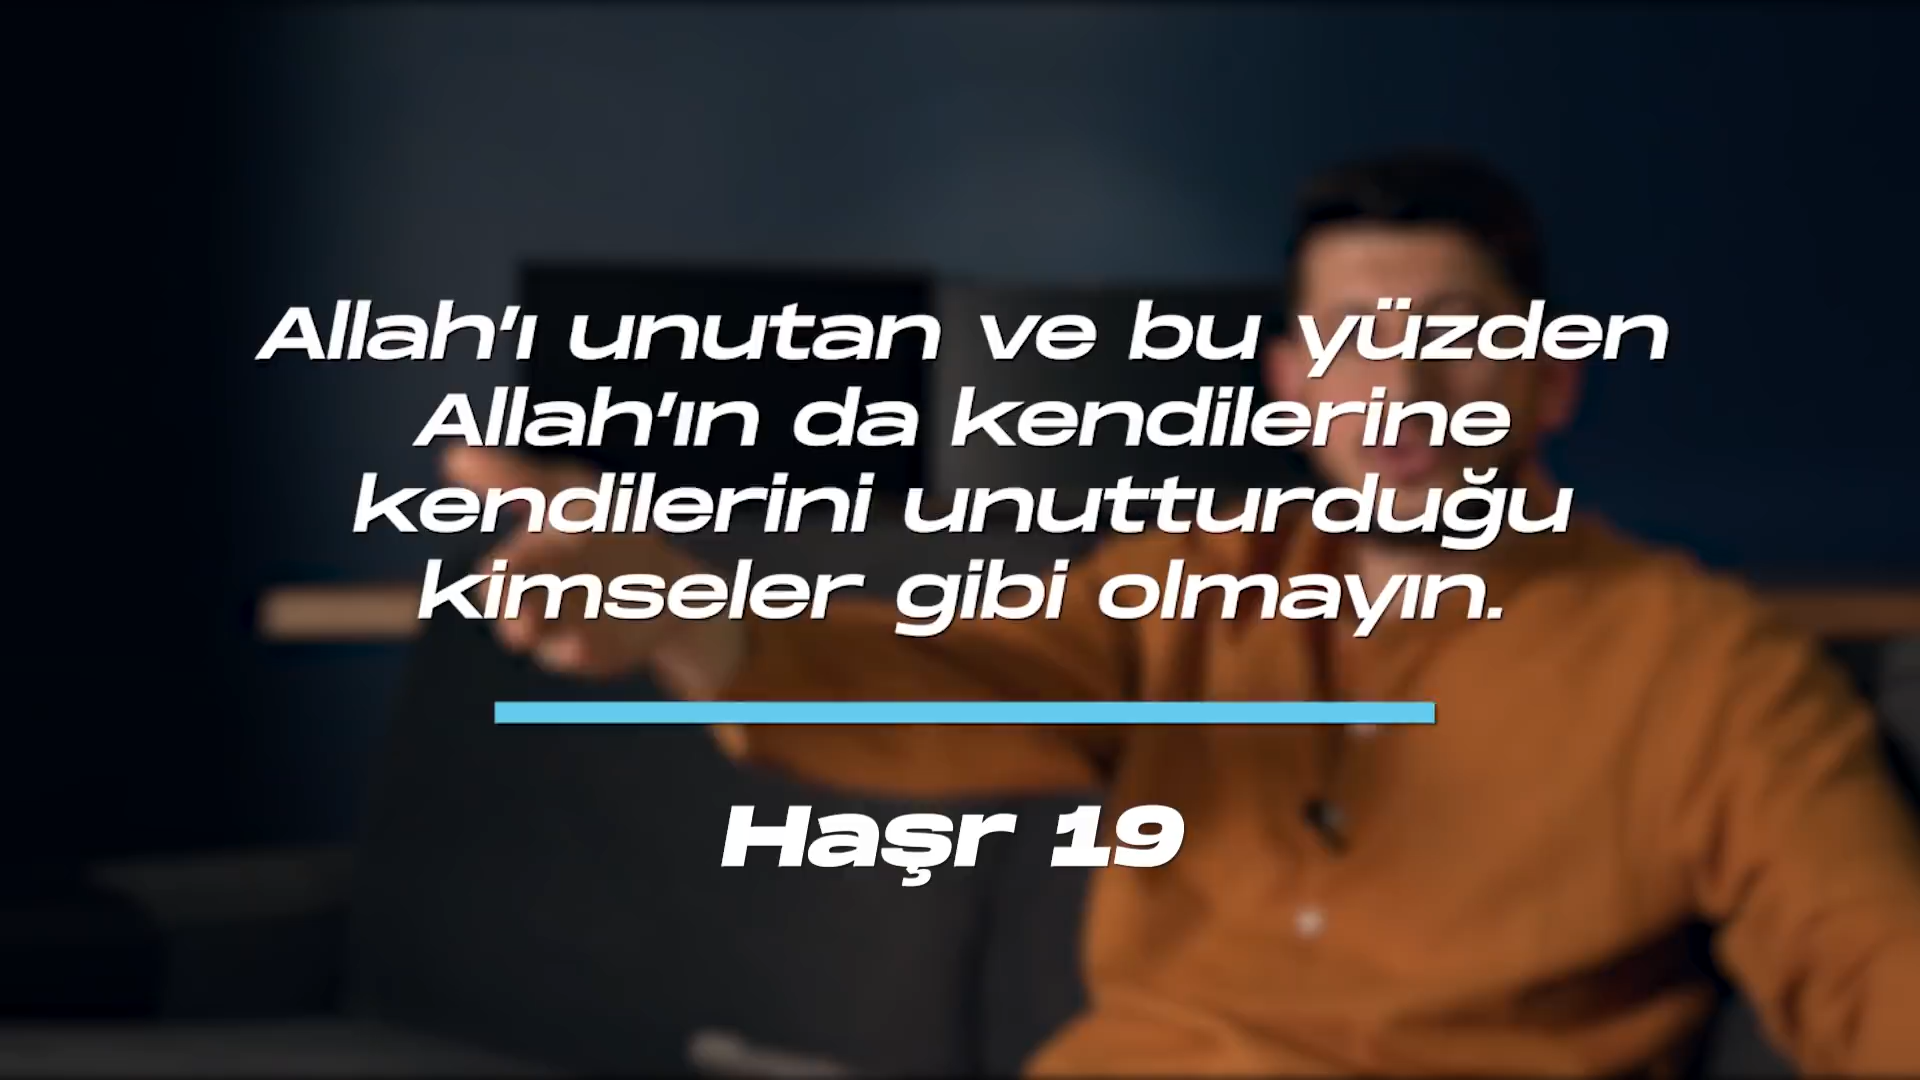 Allah'ı unutan ve bu yüzden
Allah'ın da kendilerine
kendilerini unutturduğu
kimseler gibi olmayın.
Haşr 19